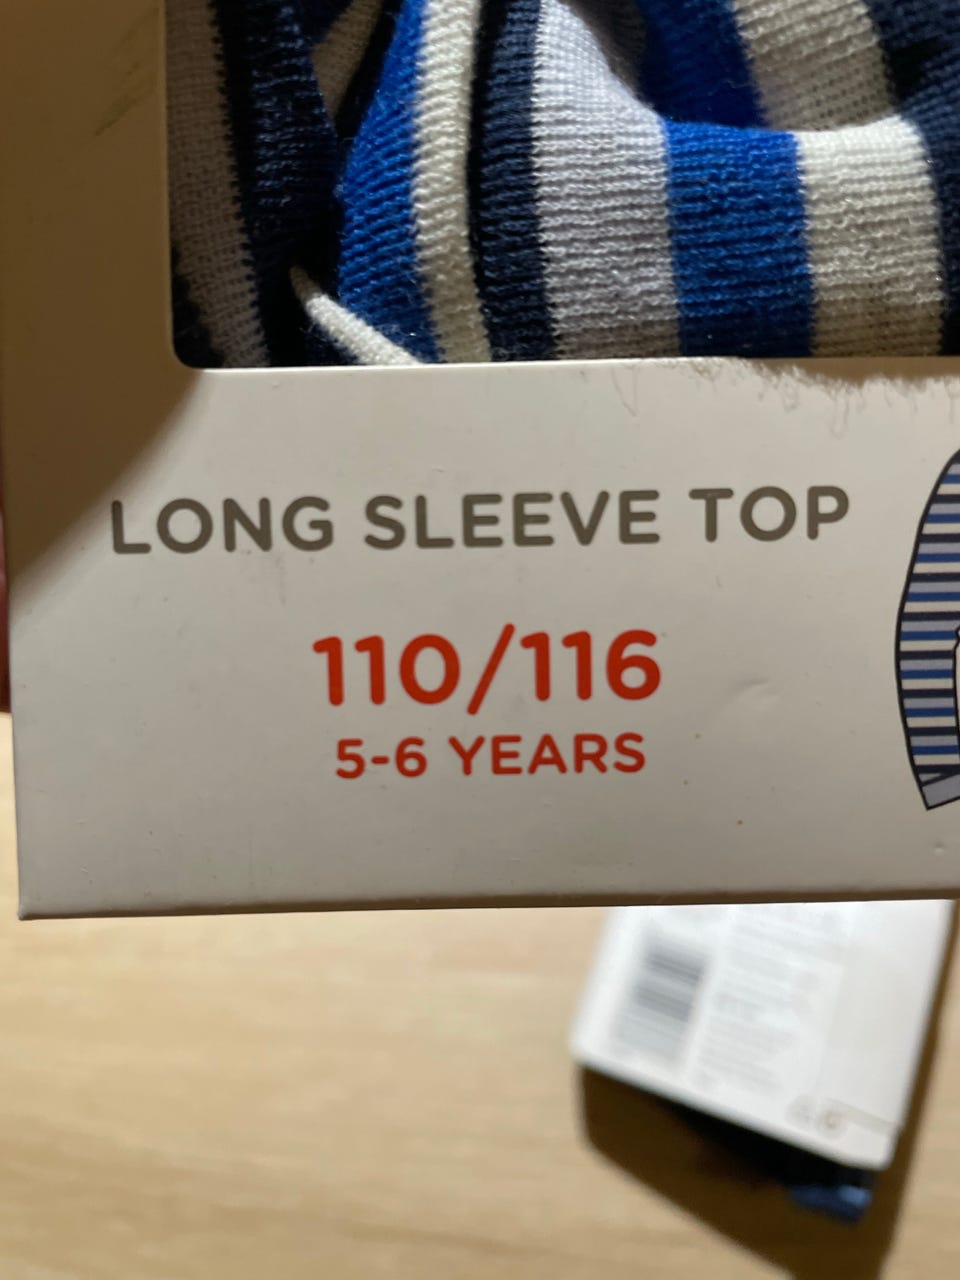 LONG SLEEVE TOP
110/116
5-6 YEARS